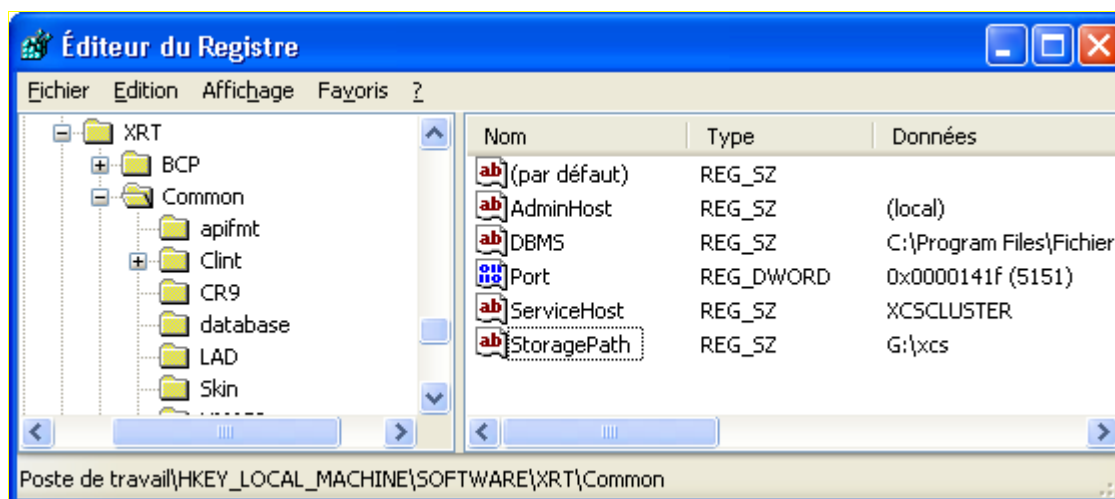 Éditeur du Registre
Fichier Edition Affichage Favoris ?
XRT
BCP
Common
apifmt
Clint
CR9
database
LAD
Skin
Nom Type Données
(par défaut) REG_SZ
AdminHost REG_SZ (local)
DBMS REG_SZ C:\Program Files\Fichier
Port REG_DWORD 0x0000141f (5151)
ServiceHost REG_SZ XCSCLUSTER
StoragePath REG_SZ G:\xcs
Poste de travail\HKEY_LOCAL_MACHINE\SOFTWARE\XRT\Common